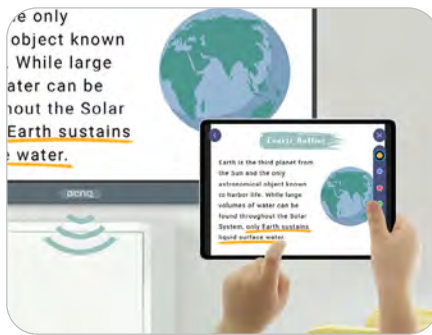 e only
object known
. While large
ater can be
hout the Solar
Earth sustains
e water.
Course Outline
Earth is the third planet from
the Sun and the only
astronomical object known
to harbor life. While large
volumes of water can be
found throughout the Solar
System, only Earth sustains
liquid surface water.